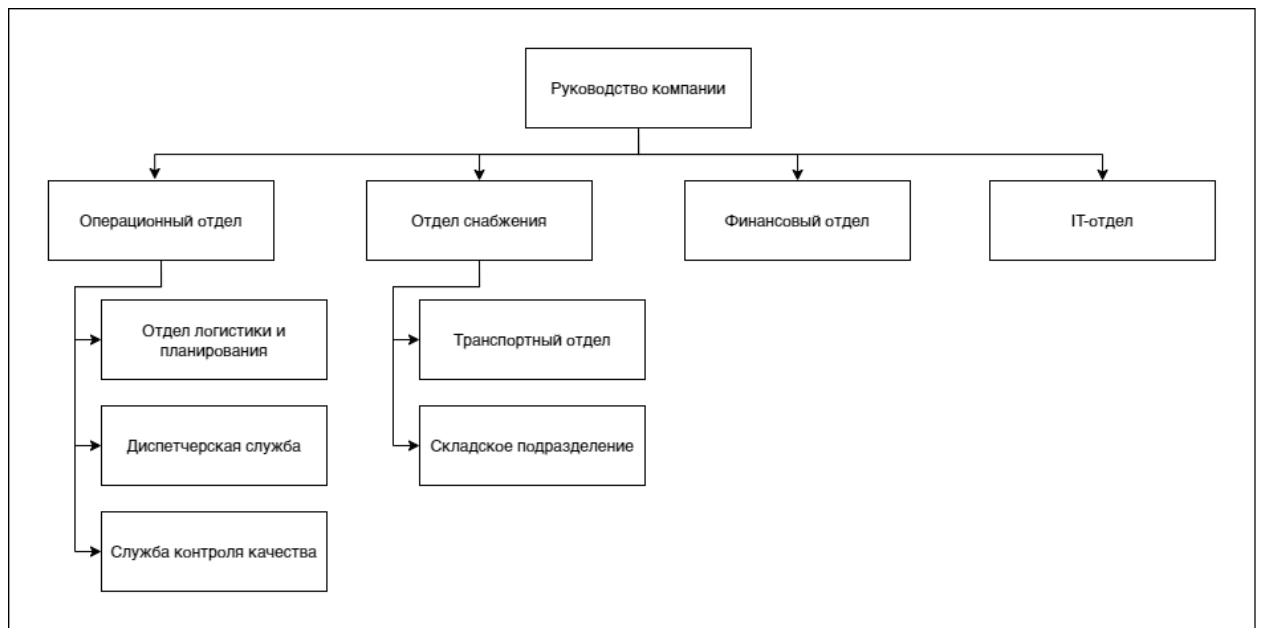 Руководство компании
Операционный отдел
Отдел снабжения
Финансовый отдел
IT-отдел
Отдел логистики и
планирования
Транспортный отдел
Диспетчерская служба
Складское подразделение
Служба контроля качества